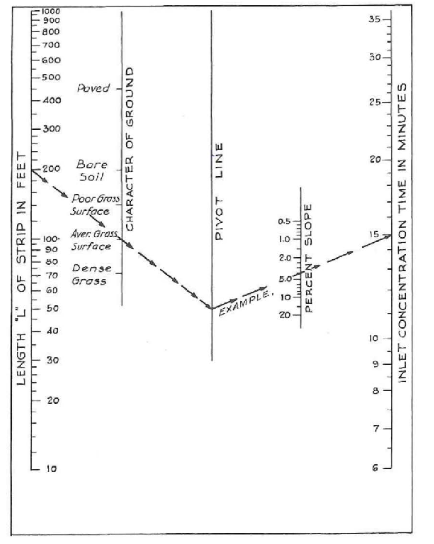 LENGTH "L" OF STRIP IN FEET
1000
900
800
700
600
500
400
300
200
100
90
80
70
60
50
40
30
20
10
CHARACTER OF GROUND
Paved
Bare
Soil
Poor Grass
Surface
Aver. Grass
Surface
Dense
Grass
PIVOT LINE
EXAMPLE.
PERCENT SLOPE
0.5
1.0
2.0
5.0
10
20
INLET CONCENTRATION TIME IN MINUTES
35
30
25
20
15
10
9
8
7
6